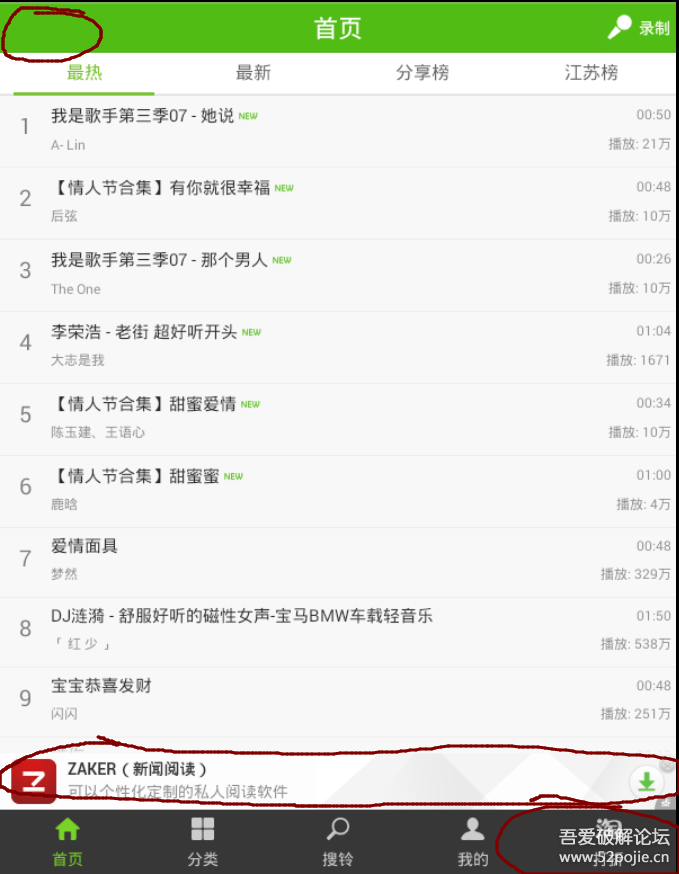 首页
录制
最热 最新 分享榜 江苏榜
1 我是歌手第三季07 - 她说 NEW 00:50
A- Lin 播放: 21万
2 【情人节合集】有你就很幸福 NEW 00:48
后弦 播放: 10万
3 我是歌手第三季07 - 那个男人 NEW 00:26
The One 播放: 10万
4 李荣浩 - 老街 超好听开头 NEW 01:04
大志是我 播放: 1671
5 【情人节合集】甜蜜爱情 NEW 00:34
陈玉建、王语心 播放: 10万
6 【情人节合集】甜蜜蜜 NEW 01:00
鹿晗 播放: 4万
7 爱情面具 00:48
梦然 播放: 329万
8 DJ涟漪 - 舒服好听的磁性女声-宝马BMW车载轻音乐 01:50
「 红 少 」 播放: 538万
9 宝宝恭喜发财 00:48
闪闪 播放: 251万
ZAKER（新闻阅读）
可以个性化定制的私人阅读软件
首页 分类 搜铃 我的
吾爱破解论坛
www.52pojie.cn